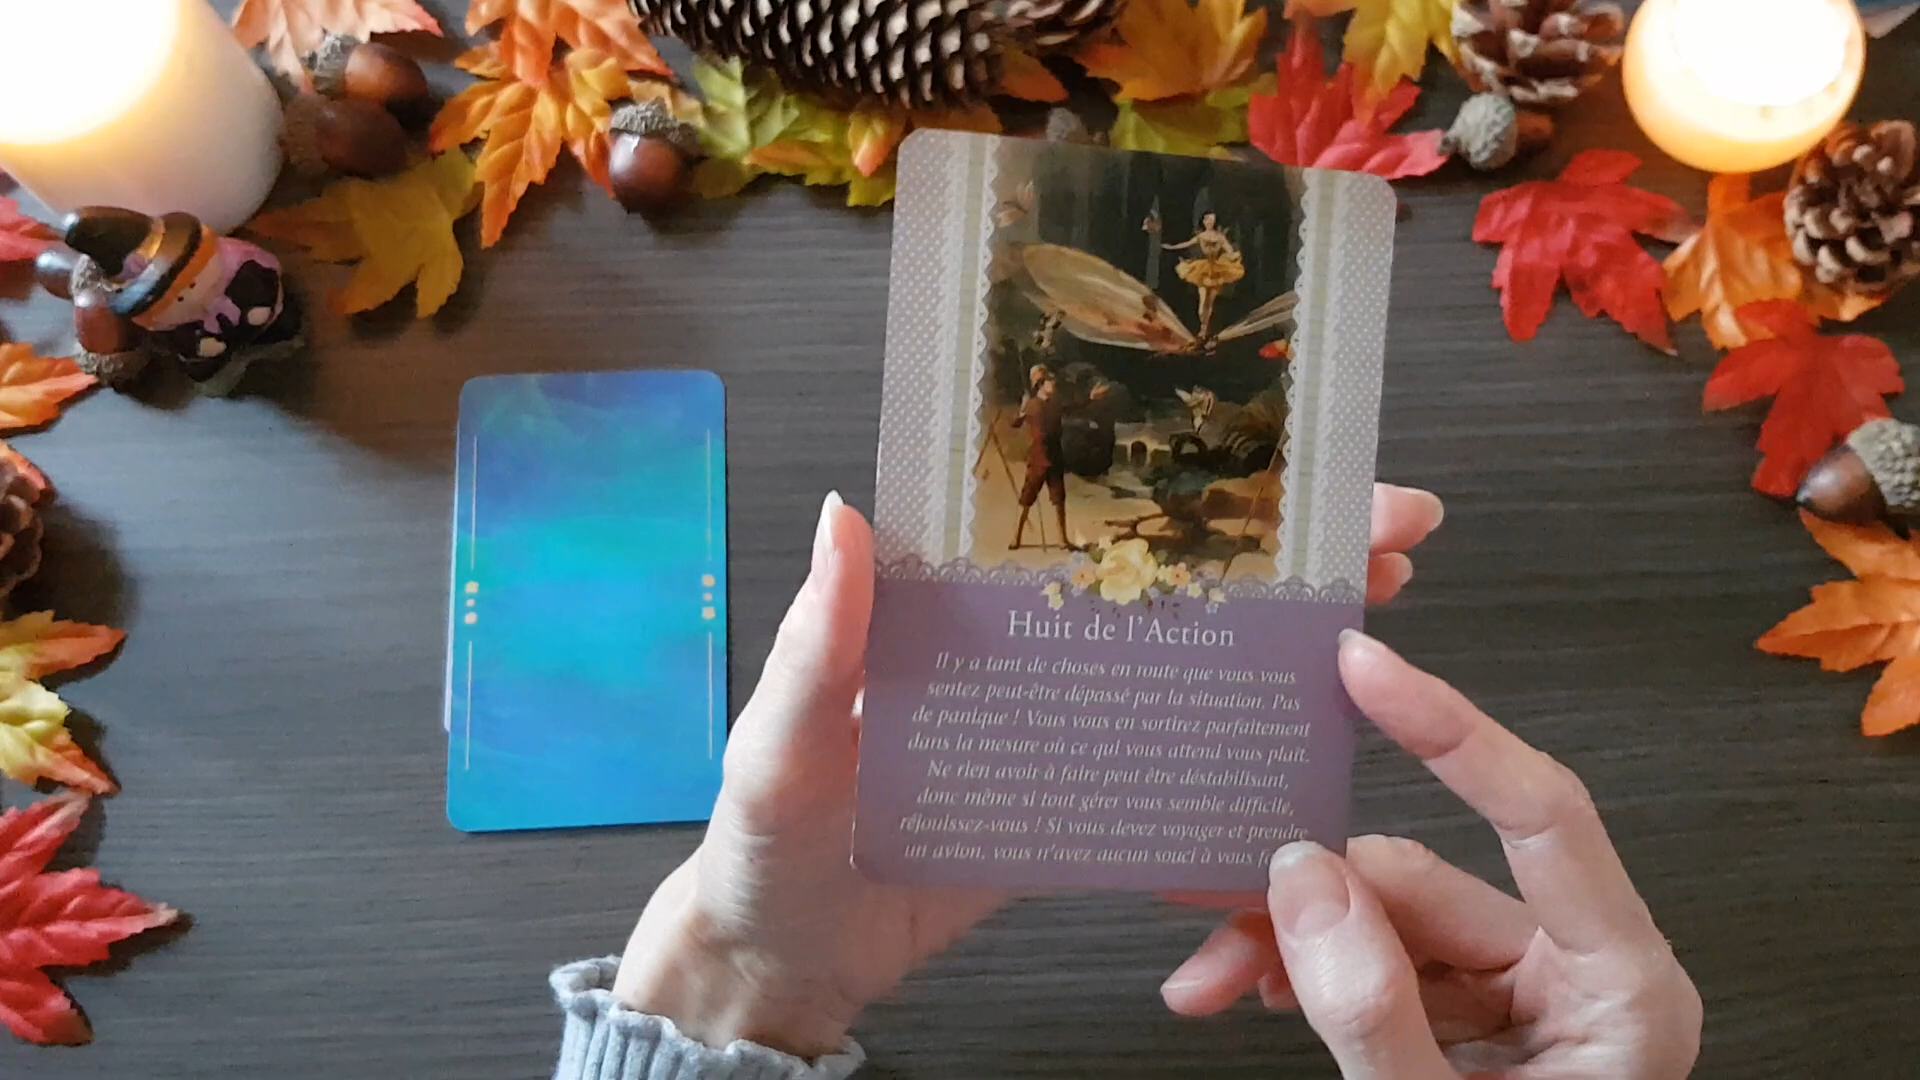 Huit de l'Action
Il y a tant de choses en route que vous vous
sentez peut-être dépassé par la situation. Pas
de panique ! Vous vous en sortirez parfaitement
dans la mesure où ce qui vous attend vous plaît.
Ne rien avoir à faire peut être déstabilisant,
donc même si tout gérer vous semble difficile,
réjouissez-vous ! Si vous devez voyager et prendre
un avion, vous n'avez aucun souci à vous